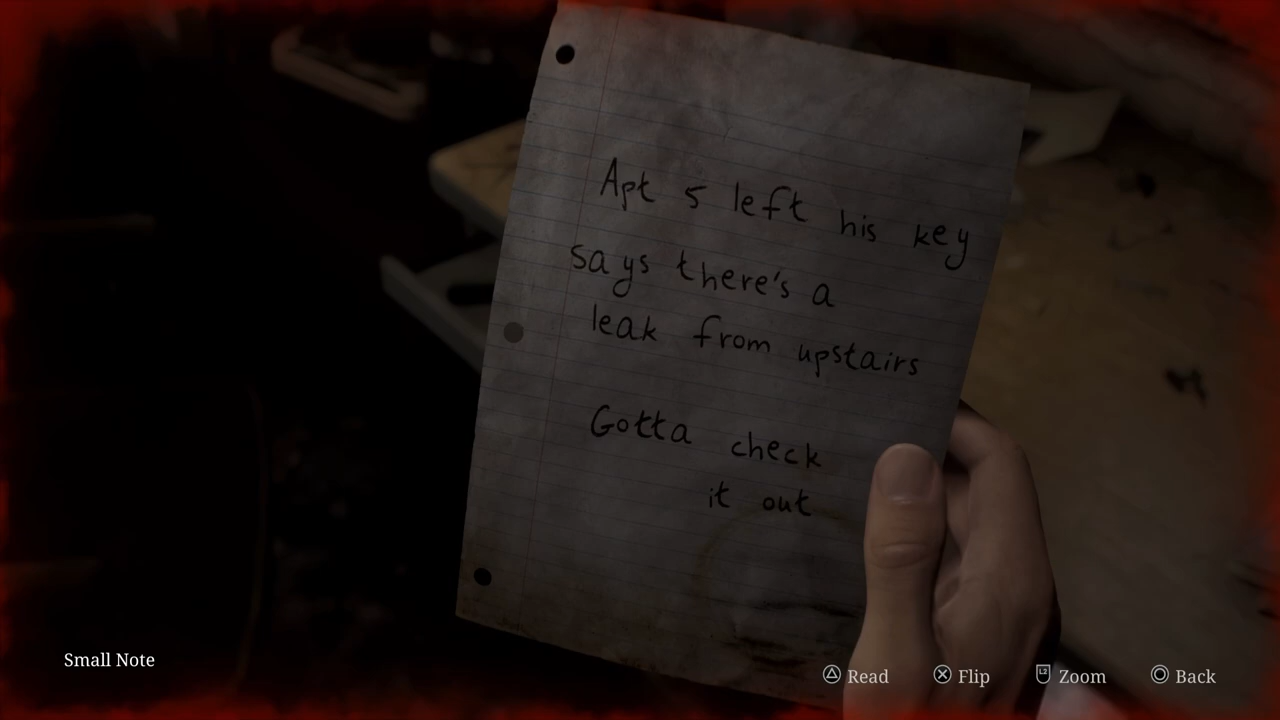 Apt 5 left his key
says there's a
leak from upstairs
Gotta check
it out
Small Note
Read
Flip
L2 Zoom
Back